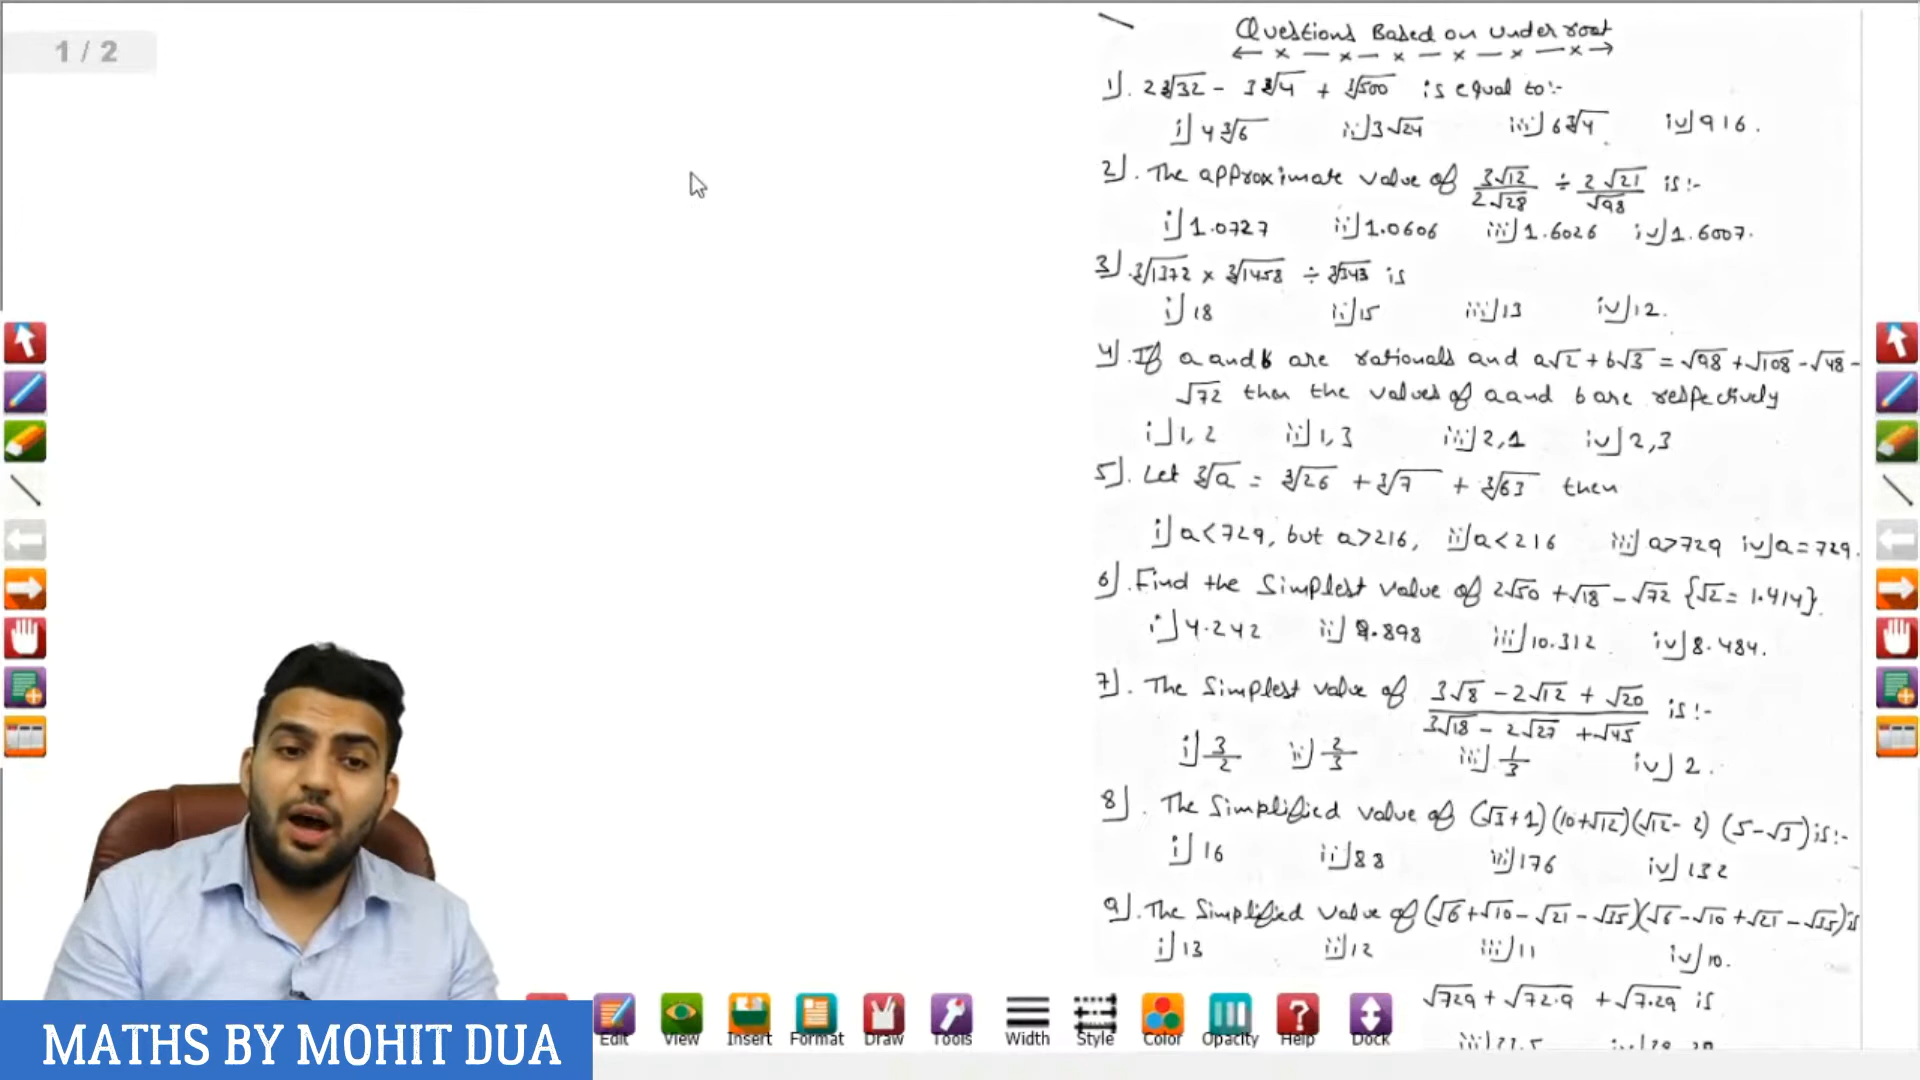 1 / 2
Questions Based on under root
1). 2∛32 - 3∛4 + ∛500 is equal to:-
i) 4∛6 ii) 3√24 iii) 6∛4 iv) 916.
2). The approximate value of 3√12/2√28 ÷ 2√21/√98 is:-
i) 1.0727 ii) 1.0606 iii) 1.6026 iv) 1.6007.
3). ∛1372 × ∛1458 ÷ ∛343 is
i) 18 ii) 15 iii) 13 iv) 12.
4). If a and b are rationals and a√2 + b√3 = √98 + √108 - √48 -
√72 then the values of a and b are respectively
i) 1, 2 ii) 1, 3 iii) 2, 1 iv) 2, 3
5). Let ∛a = ∛26 + ∛7 + ∛63 then
i) a < 729, but a > 216, ii) a < 216 iii) a > 729 iv) a = 729.
6). Find the Simplest value of 2√50 + √18 - √72 {√2 = 1.414}.
i) 4.242 ii) 9.898 iii) 10.312 iv) 8.484.
7). The Simplest value of 3√8 - 2√12 + √20 / 3√18 - 2√27 + √45 is:-
i) 3/2 ii) 2/3 iii) 1/3 iv) 2.
8). The Simplified value of (√3 + 1)(10 + √12)(√12 - 2)(5 - √3) is:-
i) 16 ii) 88 iii) 176 iv) 132
9). The Simplified value of (√6 + √10 - √21 - √35)(√6 - √10 + √21 - √35) is
i) 13 ii) 12 iii) 11 iv) 10.
√729 + √72.9 + √7.29 is
Edit View Insert Format Draw Tools Width Style Color Opacity Help Dock
MATHS BY MOHIT DUA